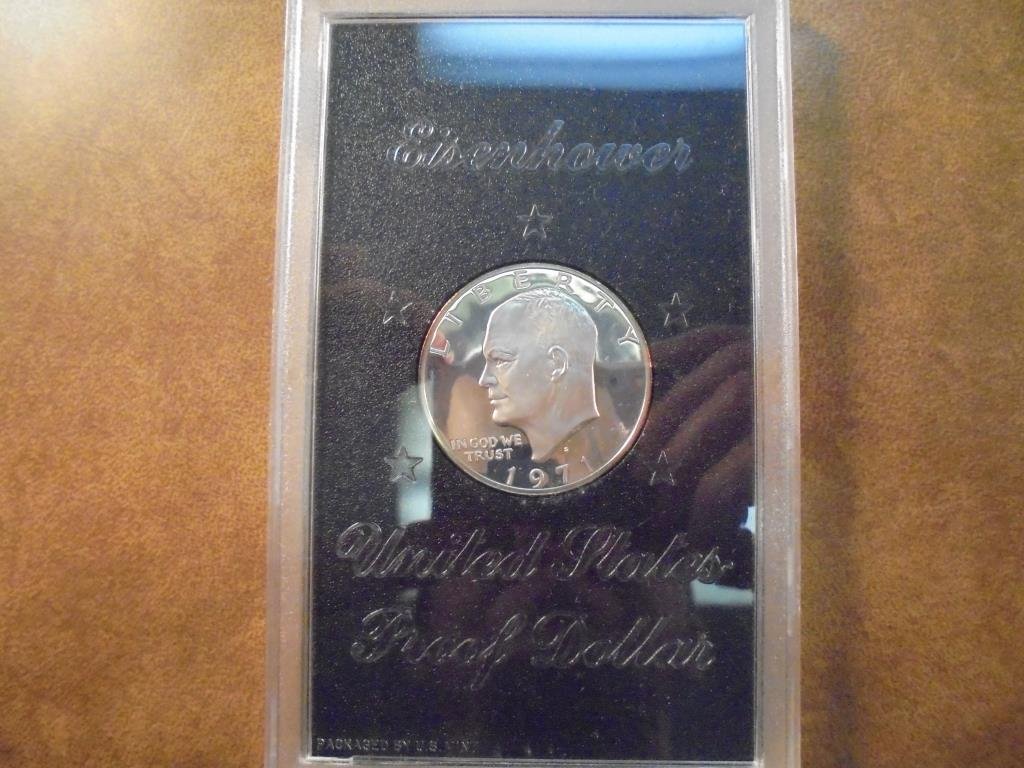 Eisenhower
LIBERTY
IN GOD WE
TRUST
S
1971
United States
Proof Dollar
PACKAGED BY U.S. MINT